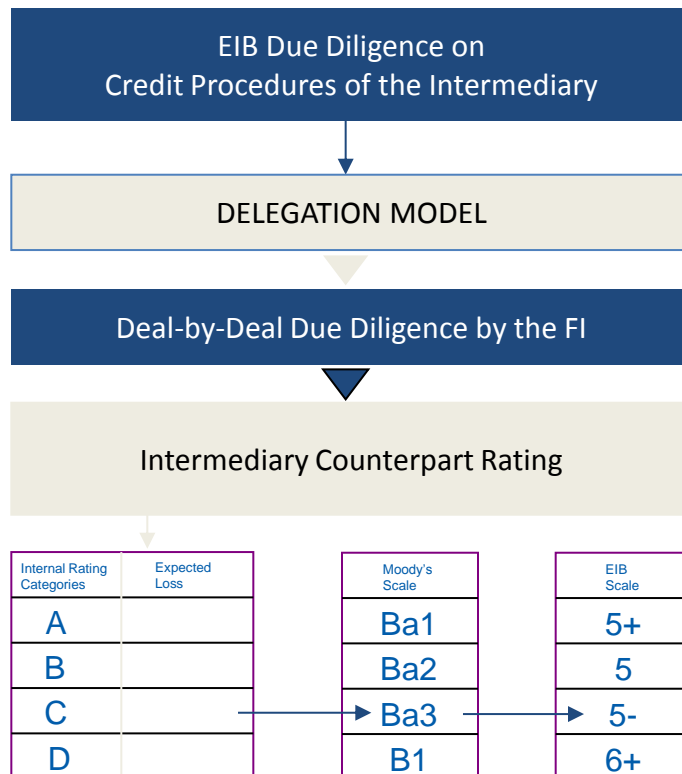 EIB Due Diligence on
Credit Procedures of the Intermediary
DELEGATION MODEL
Deal-by-Deal Due Diligence by the FI
Intermediary Counterpart Rating
Internal Rating Categories Expected Loss Moody's Scale EIB Scale
A Ba1 5+
B Ba2 5
C Ba3 5-
D B1 6+